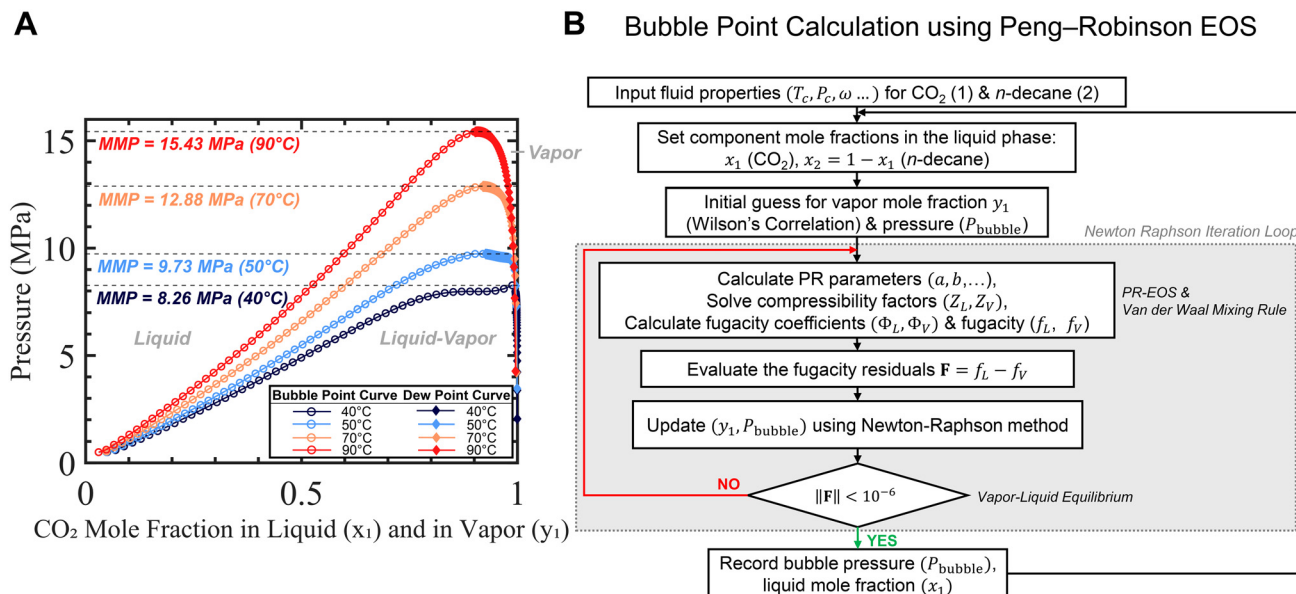 A
15
10
5
0
0
0.5
1
Pressure (MPa)
CO₂ Mole Fraction in Liquid (x₁) and in Vapor (y₁)
MMP = 15.43 MPa (90°C)
Vapor
MMP = 12.88 MPa (70°C)
MMP = 9.73 MPa (50°C)
MMP = 8.26 MPa (40°C)
Liquid
Liquid-Vapor
Bubble Point Curve Dew Point Curve
40°C 40°C
50°C 50°C
70°C 70°C
90°C 90°C
B
Bubble Point Calculation using Peng–Robinson EOS
Input fluid properties (T_c, P_c, ω ...) for CO₂ (1) & n-decane (2)
Set component mole fractions in the liquid phase:
x₁ (CO₂), x₂ = 1 − x₁ (n-decane)
Initial guess for vapor mole fraction y₁
(Wilson's Correlation) & pressure (P_bubble)
Newton Raphson Iteration Loop
Calculate PR parameters (a, b,…),
Solve compressibility factors (Z_L, Z_V),
Calculate fugacity coefficients (Φ_L, Φ_V) & fugacity (f_L, f_V)
PR-EOS &
Van der Waal Mixing Rule
Evaluate the fugacity residuals F = f_L − f_V
Update (y₁, P_bubble) using Newton-Raphson method
NO
‖F‖ < 10⁻⁶
Vapor-Liquid Equilibrium
YES
Record bubble pressure (P_bubble),
liquid mole fraction (x₁)